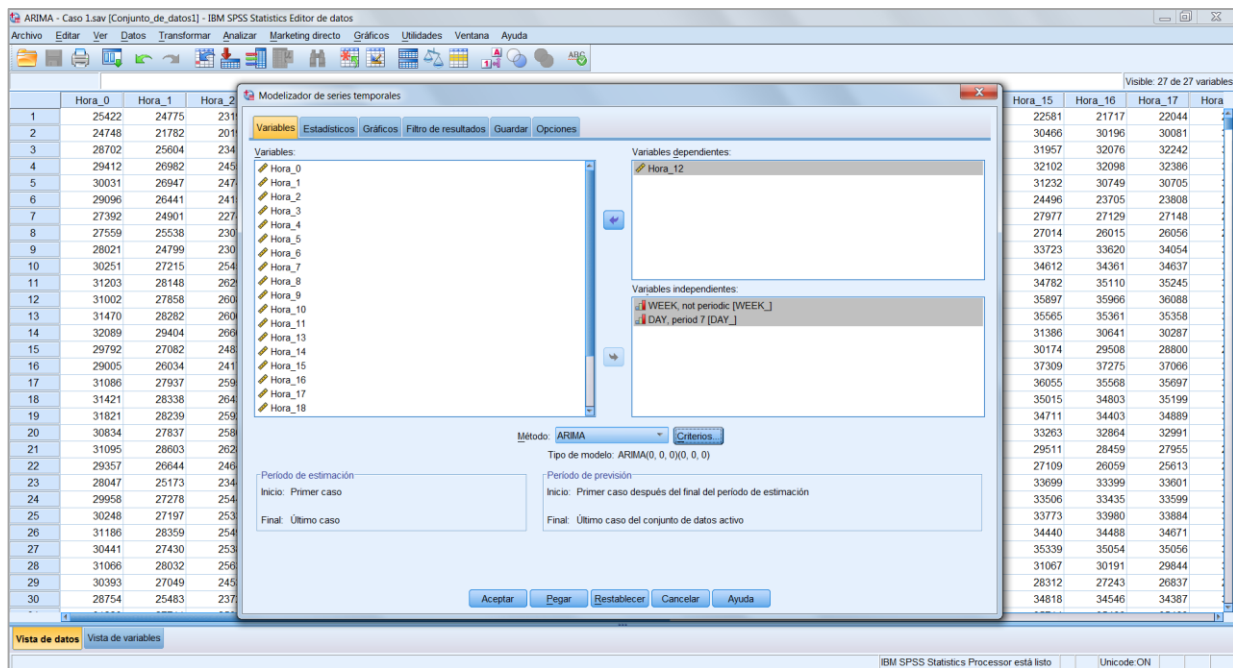 ARIMA - Caso 1.sav [Conjunto_de_datos1] - IBM SPSS Statistics Editor de datos
Archivo Editar Ver Datos Transformar Analizar Marketing directo Gráficos Utilidades Ventana Ayuda
Visible: 27 de 27 variables
Modelizador de series temporales
Variables Estadísticos Gráficos Filtro de resultados Guardar Opciones
Variables:
Hora_0
Hora_1
Hora_2
Hora_3
Hora_4
Hora_5
Hora_6
Hora_7
Hora_8
Hora_9
Hora_10
Hora_11
Hora_13
Hora_14
Hora_15
Hora_16
Hora_17
Hora_18
Variables dependientes:
Hora_12
Variables independientes:
WEEK, not periodic [WEEK_]
DAY, period 7 [DAY_]
Método: ARIMA Criterios...
Tipo de modelo: ARIMA(0, 0, 0)(0, 0, 0)
Período de estimación
Inicio: Primer caso
Final: Último caso
Período de previsión
Inicio: Primer caso después del final del período de estimación
Final: Último caso del conjunto de datos activo
Aceptar Pegar Restablecer Cancelar Ayuda
Hora_0 Hora_1 Hora_2 Hora_15 Hora_16 Hora_17 Hora
1 25422 24775 22581 21717 22044
2 24748 21782 30466 30196 30081
3 28702 25604 31957 32076 32242
4 29412 26982 32102 32098 32386
5 30031 26947 31232 30749 30705
6 29096 26441 24496 23705 23808
7 27392 24901 27977 27129 27148
8 27559 25538 27014 26015 26056
9 28021 24799 33723 33620 34054
10 30251 27215 34612 34361 34637
11 31203 28148 34782 35110 35245
12 31002 27858 35897 35966 36088
13 31470 28282 35565 35361 35358
14 32089 29404 31386 30641 30287
15 29792 27082 30174 29508 28800
16 29005 26034 37309 37275 37066
17 31086 27937 36055 35568 35697
18 31421 28338 35015 34803 35199
19 31821 28239 34711 34403 34889
20 30834 27837 33263 32864 32991
21 31095 28603 29511 28459 27955
22 29357 26644 27109 26059 25613
23 28047 25173 33699 33399 33601
24 29958 27278 33506 33435 33599
25 30248 27197 33773 33980 33884
26 31186 28359 34440 34488 34671
27 30441 27430 35339 35054 35056
28 31066 28032 31067 30191 29844
29 30393 27049 28312 27243 26837
30 28754 25483 34818 34546 34387
Vista de datos Vista de variables
IBM SPSS Statistics Processor está listo Unicode:ON